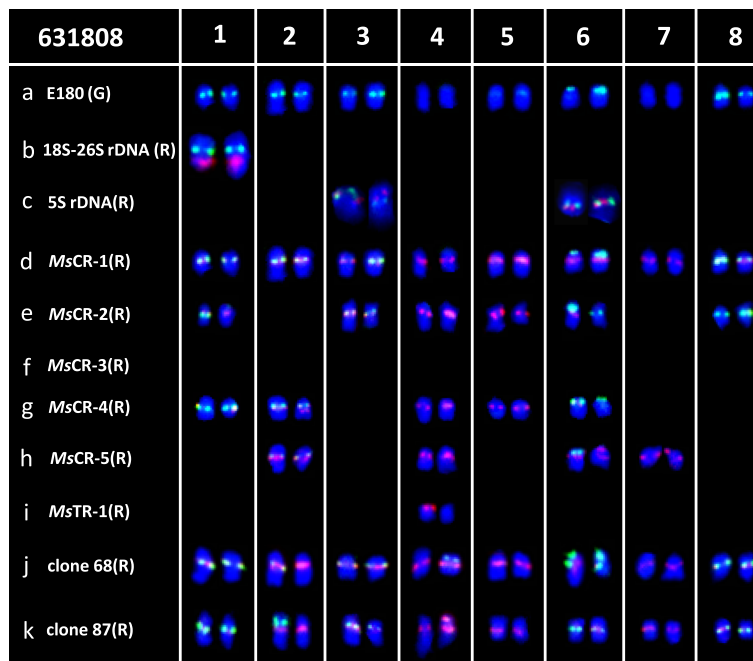 631808 1 2 3 4 5 6 7 8
a E180 (G)
b 18S-26S rDNA (R)
c 5S rDNA(R)
d MsCR-1(R)
e MsCR-2(R)
f MsCR-3(R)
g MsCR-4(R)
h MsCR-5(R)
i MsTR-1(R)
j clone 68(R)
k clone 87(R)